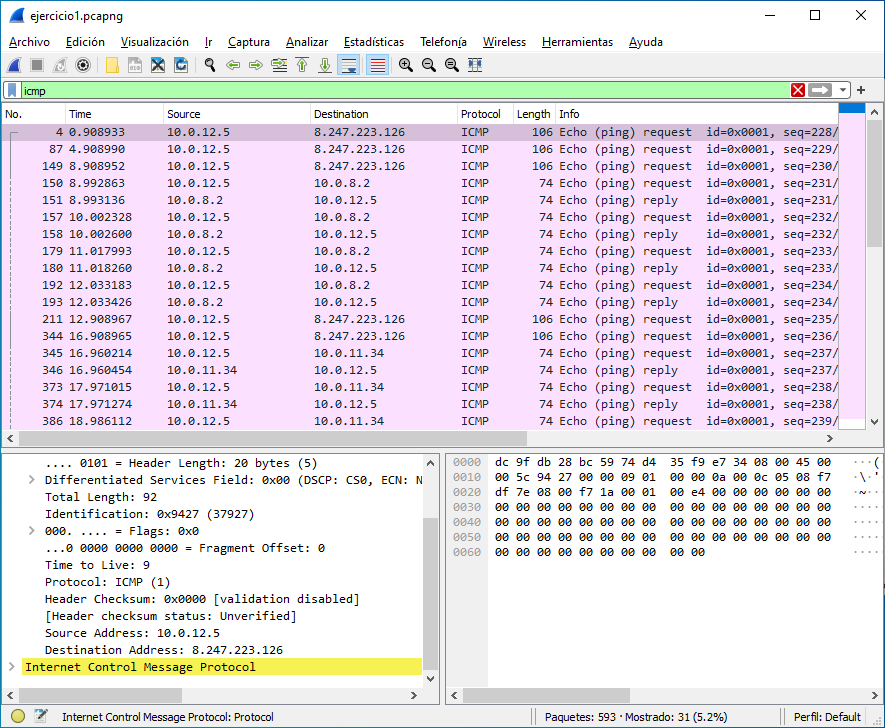 ejercicio1.pcapng
Archivo Edición Visualización Ir Captura Analizar Estadísticas Telefonía Wireless Herramientas Ayuda
icmp
No. Time Source Destination Protocol Length Info
4 0.908933 10.0.12.5 8.247.223.126 ICMP 106 Echo (ping) request id=0x0001, seq=228/
87 4.908990 10.0.12.5 8.247.223.126 ICMP 106 Echo (ping) request id=0x0001, seq=229/
149 8.908952 10.0.12.5 8.247.223.126 ICMP 106 Echo (ping) request id=0x0001, seq=230/
150 8.992863 10.0.12.5 10.0.8.2 ICMP 74 Echo (ping) request id=0x0001, seq=231/
151 8.993136 10.0.8.2 10.0.12.5 ICMP 74 Echo (ping) reply id=0x0001, seq=231/
157 10.002328 10.0.12.5 10.0.8.2 ICMP 74 Echo (ping) request id=0x0001, seq=232/
158 10.002600 10.0.8.2 10.0.12.5 ICMP 74 Echo (ping) reply id=0x0001, seq=232/
179 11.017993 10.0.12.5 10.0.8.2 ICMP 74 Echo (ping) request id=0x0001, seq=233/
180 11.018260 10.0.8.2 10.0.12.5 ICMP 74 Echo (ping) reply id=0x0001, seq=233/
192 12.033183 10.0.12.5 10.0.8.2 ICMP 74 Echo (ping) request id=0x0001, seq=234/
193 12.033426 10.0.8.2 10.0.12.5 ICMP 74 Echo (ping) reply id=0x0001, seq=234/
211 12.908967 10.0.12.5 8.247.223.126 ICMP 106 Echo (ping) request id=0x0001, seq=235/
344 16.908965 10.0.12.5 8.247.223.126 ICMP 106 Echo (ping) request id=0x0001, seq=236/
345 16.960214 10.0.12.5 10.0.11.34 ICMP 74 Echo (ping) request id=0x0001, seq=237/
346 16.960454 10.0.11.34 10.0.12.5 ICMP 74 Echo (ping) reply id=0x0001, seq=237/
373 17.971015 10.0.12.5 10.0.11.34 ICMP 74 Echo (ping) request id=0x0001, seq=238/
374 17.971274 10.0.11.34 10.0.12.5 ICMP 74 Echo (ping) reply id=0x0001, seq=238/
386 18.986112 10.0.12.5 10.0.11.34 ICMP 74 Echo (ping) request id=0x0001, seq=239/
.... 0101 = Header Length: 20 bytes (5)
Differentiated Services Field: 0x00 (DSCP: CS0, ECN: N
Total Length: 92
Identification: 0x9427 (37927)
000. .... = Flags: 0x0
...0 0000 0000 0000 = Fragment Offset: 0
Time to Live: 9
Protocol: ICMP (1)
Header Checksum: 0x0000 [validation disabled]
[Header checksum status: Unverified]
Source Address: 10.0.12.5
Destination Address: 8.247.223.126
Internet Control Message Protocol
0000 dc 9f db 28 bc 59 74 d4 35 f9 e7 34 08 00 45 00 ···(
0010 00 5c 94 27 00 00 09 01 00 00 0a 00 0c 05 08 f7 ·\·'
0020 df 7e 08 00 f7 1a 00 01 00 e4 00 00 00 00 00 00 ·~··
0030 00 00 00 00 00 00 00 00 00 00 00 00 00 00 00 00 ····
0040 00 00 00 00 00 00 00 00 00 00 00 00 00 00 00 00 ····
0050 00 00 00 00 00 00 00 00 00 00 00 00 00 00 00 00 ····
0060 00 00 00 00 00 00 00 00 00 00 ····
Internet Control Message Protocol: Protocol Paquetes: 593 · Mostrado: 31 (5.2%) Perfil: Default